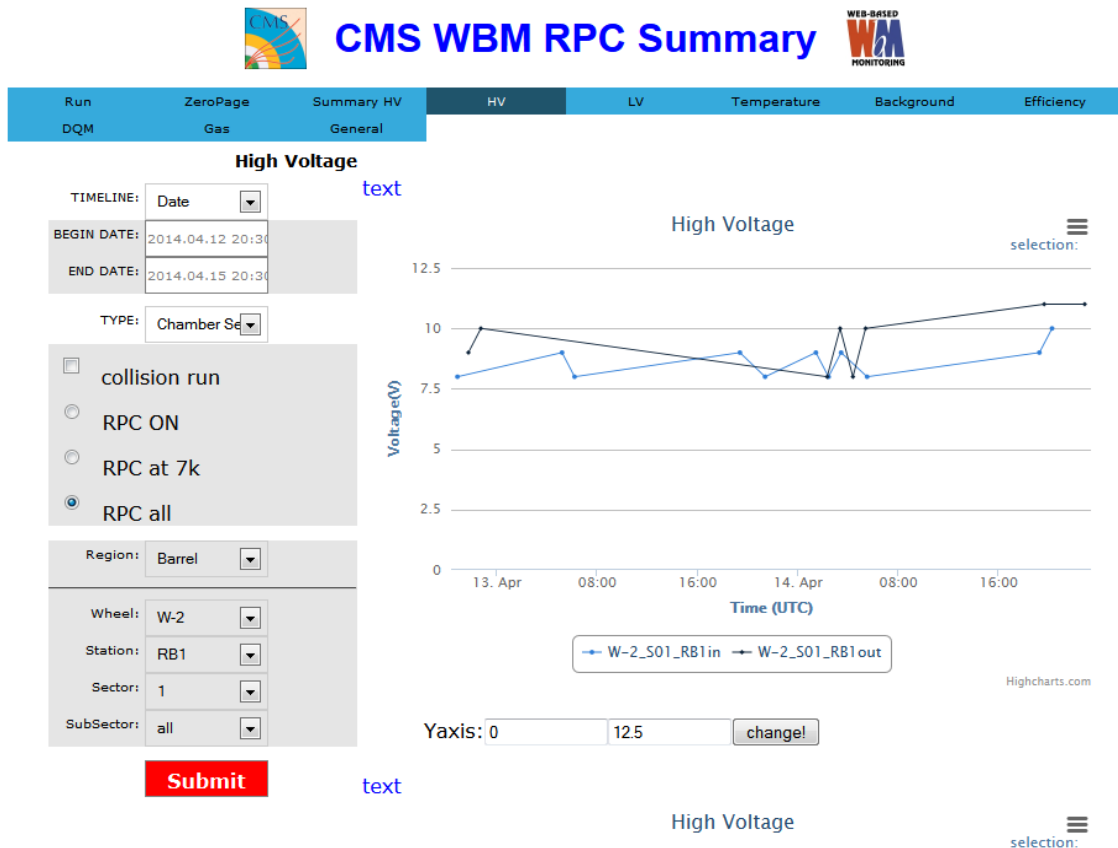 CMS
CMS WBM RPC Summary
WEB-BASED
WbM
MONITORING
Run ZeroPage Summary HV HV LV Temperature Background Efficiency
DQM Gas General
High Voltage
text
TIMELINE: Date
BEGIN DATE: 2014.04.12 20:30
END DATE: 2014.04.15 20:30
TYPE: Chamber Se
collision run
RPC ON
RPC at 7k
RPC all
Region: Barrel
Wheel: W-2
Station: RB1
Sector: 1
SubSector: all
Submit
High Voltage
selection:
12.5
10
7.5
5
2.5
0
Voltage(V)
13. Apr 08:00 16:00 14. Apr 08:00 16:00
Time (UTC)
W-2_S01_RB1in W-2_S01_RB1out
Highcharts.com
Yaxis: 0 12.5 change!
text
High Voltage
selection: